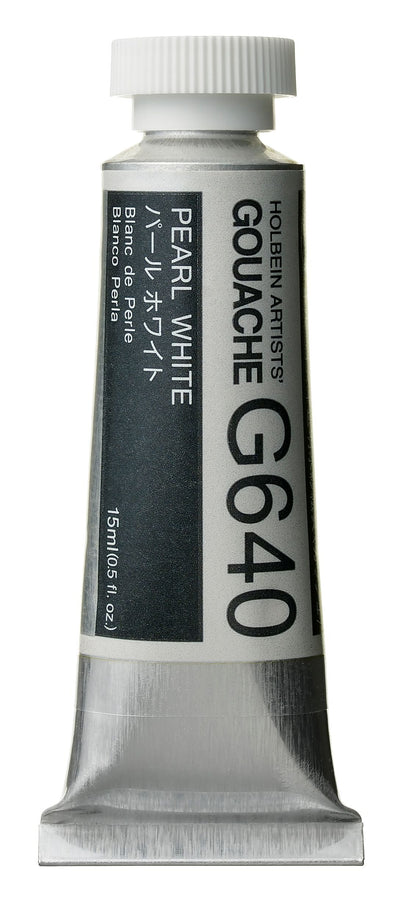 HOLBEIN ARTISTS'
GOUACHE G640
PEARL WHITE
パール ホワイト
Blanc de Perle
Blanco Perla
15ml(0.5 fl. oz.)